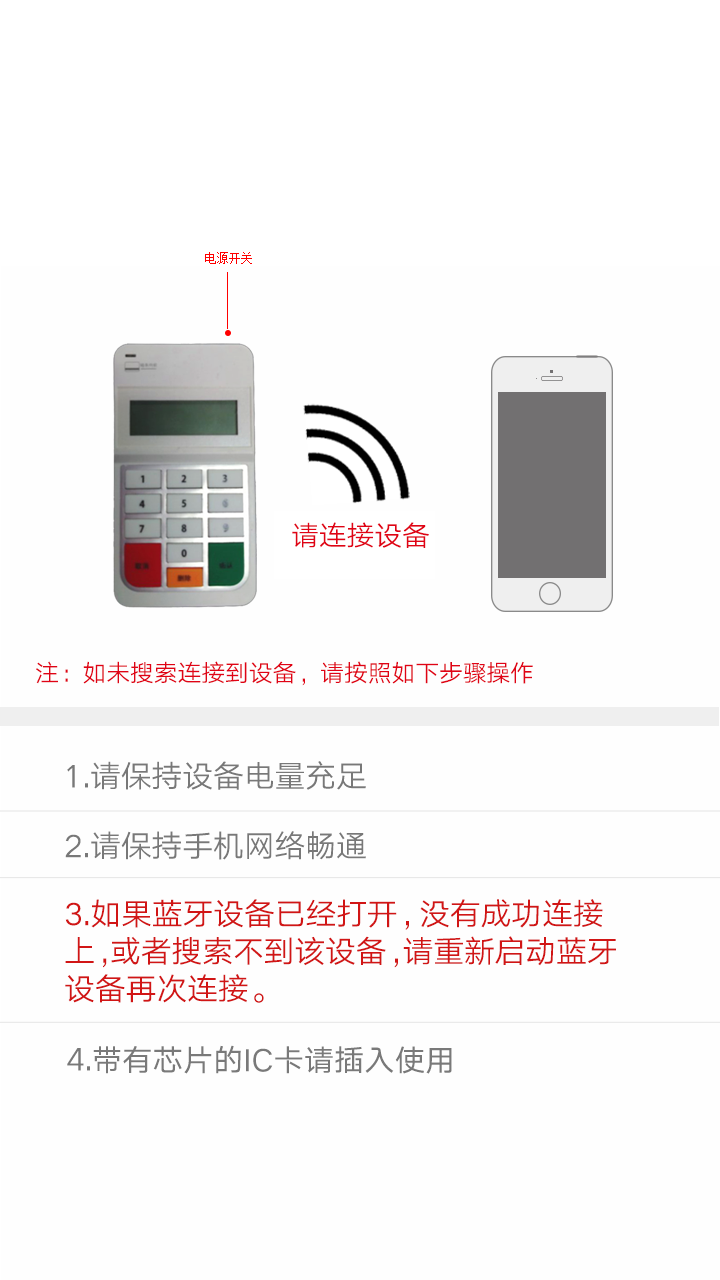 电源开关
1 2 3
4 5 6
7 8 9
0
请连接设备
注：如未搜索连接到设备，请按照如下步骤操作
1.请保持设备电量充足
2.请保持手机网络畅通
3.如果蓝牙设备已经打开，没有成功连接
上,或者搜索不到该设备,请重新启动蓝牙
设备再次连接。
4.带有芯片的IC卡请插入使用